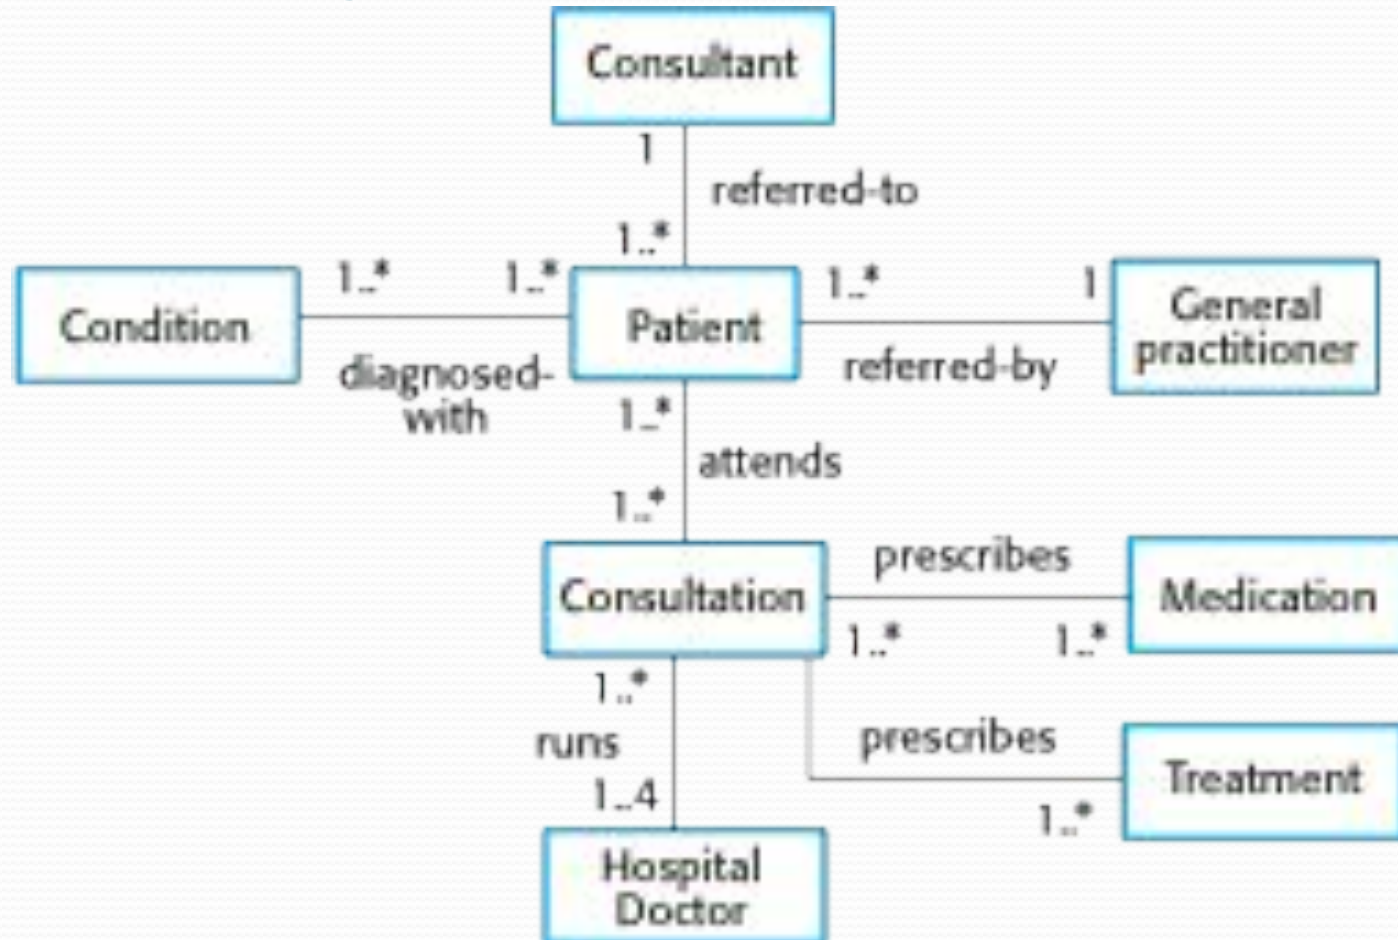 Consultant
1
referred-to
1..*
1..*
1..*
1..*
1
Condition
Patient
General
practitioner
diagnosed-
with
referred-by
1..*
attends
1..*
prescribes
Consultation
Medication
1..*
1..*
1..*
runs
prescribes
Treatment
1..4
1..*
Hospital
Doctor